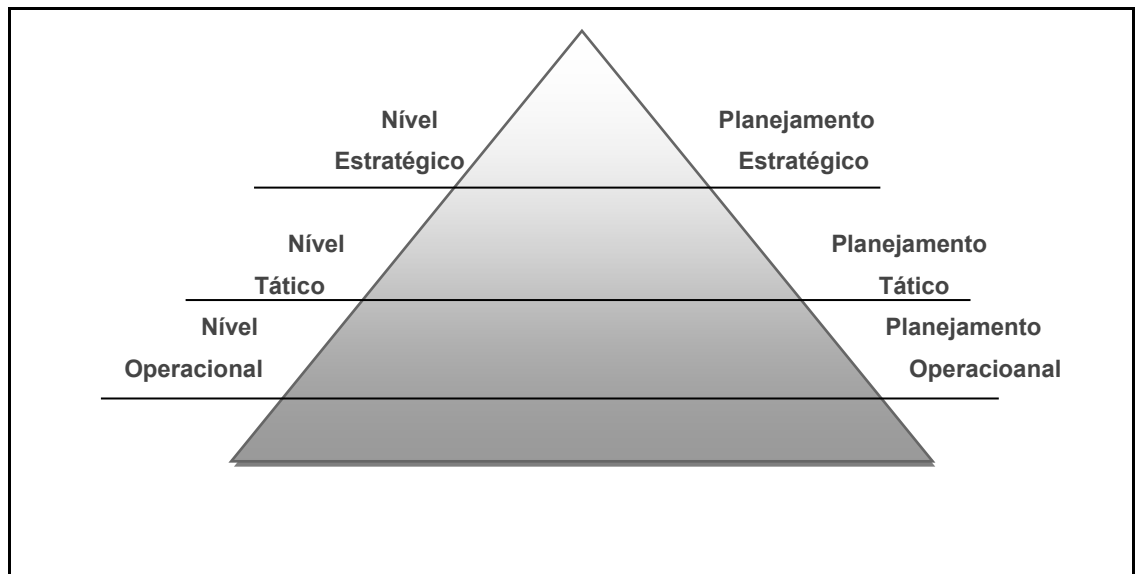 Nível
Estratégico
Planejamento
Estratégico
Nível
Tático
Planejamento
Tático
Nível
Operacional
Planejamento
Operacioanal